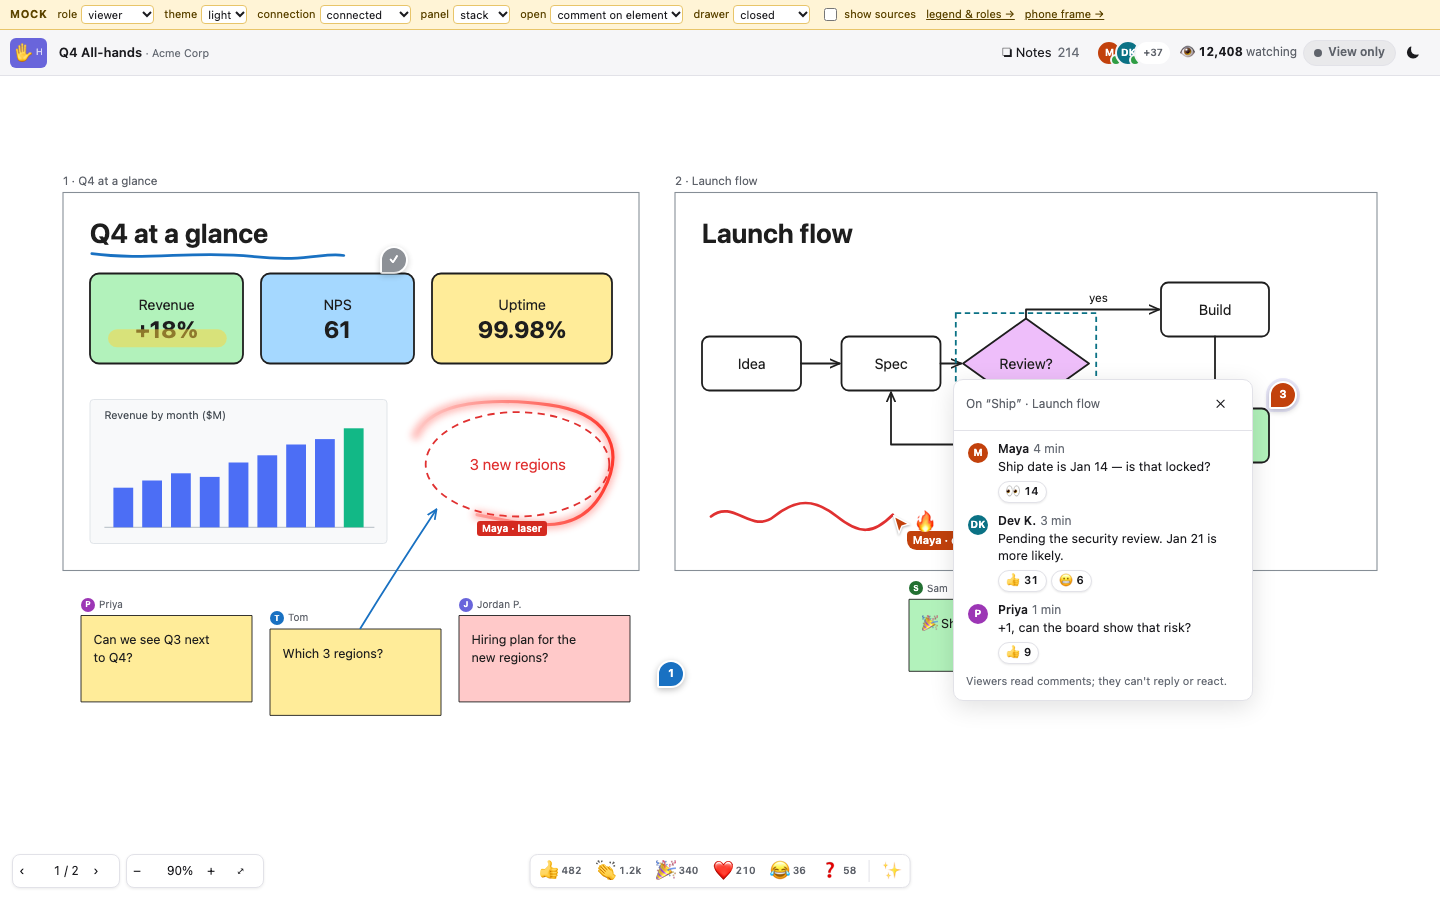 MOCK role viewer theme light connection connected panel stack open comment on element drawer closed show sources legend & roles → phone frame →
H Q4 All-hands · Acme Corp
Notes 214 M DK +37 12,408 watching View only
1 · Q4 at a glance
Q4 at a glance
Revenue
+18%
NPS
61
Uptime
99.98%
Revenue by month ($M)
3 new regions
Maya · laser
P Priya
Can we see Q3 next
to Q4?
T Tom
Which 3 regions?
J Jordan P.
Hiring plan for the
new regions?
1
2 · Launch flow
Launch flow
Idea
Spec
Review?
yes
Build
3
Maya ·
S Sam
On “Ship” · Launch flow
M Maya 4 min
Ship date is Jan 14 — is that locked?
14
DK Dev K. 3 min
Pending the security review. Jan 21 is
more likely.
31 6
P Priya 1 min
+1, can the board show that risk?
9
Viewers read comments; they can't reply or react.
1 / 2
90%
482 1.2k 340 210 36 58